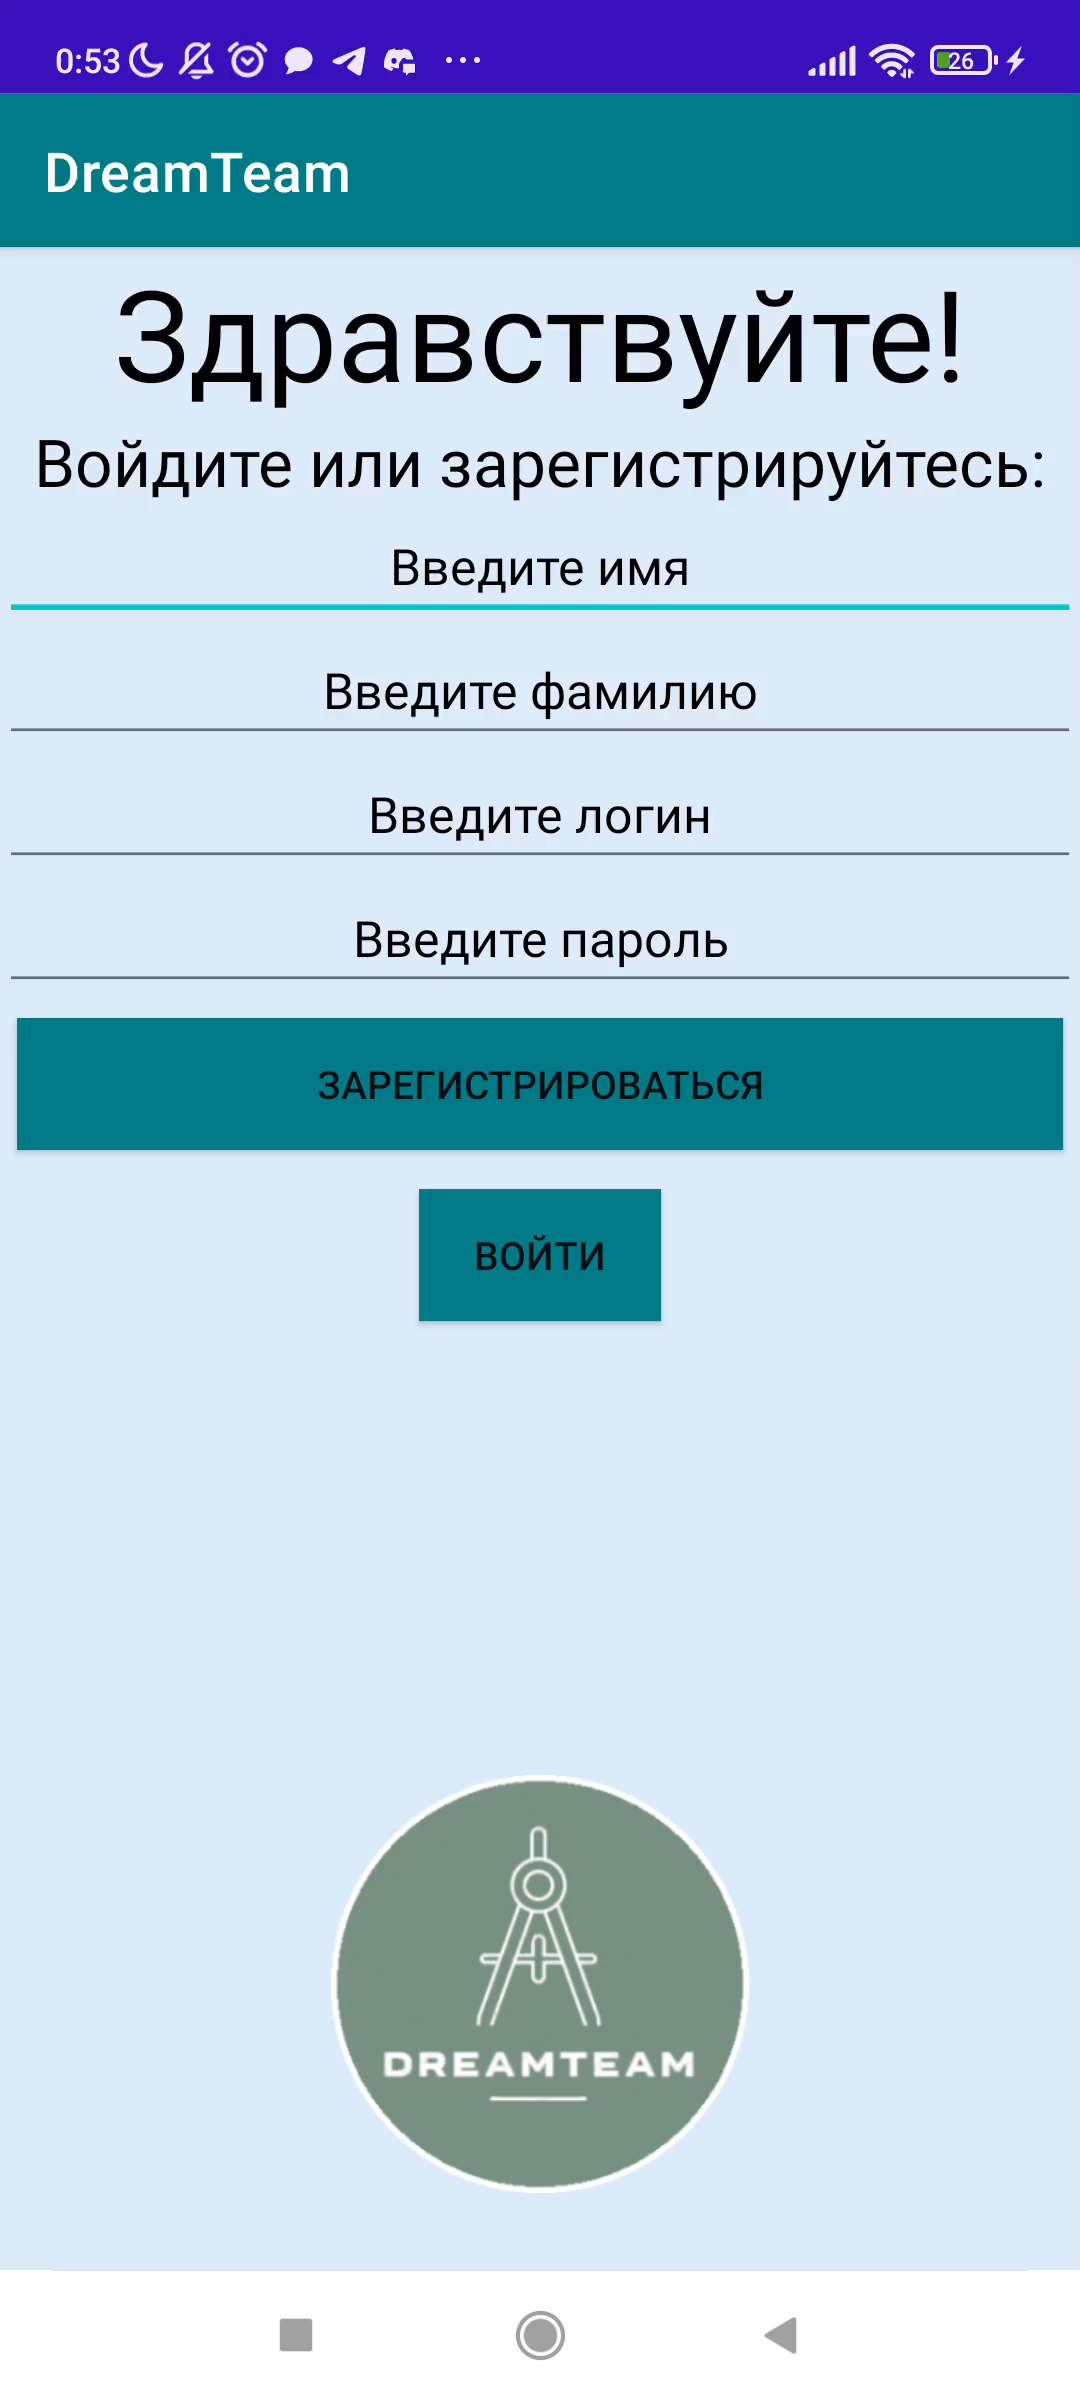 0:53
26
DreamTeam
Здравствуйте!
Войдите или зарегистрируйтесь:
Введите имя
Введите фамилию
Введите логин
Введите пароль
ЗАРЕГИСТРИРОВАТЬСЯ
ВОЙТИ
DREAMTEAM